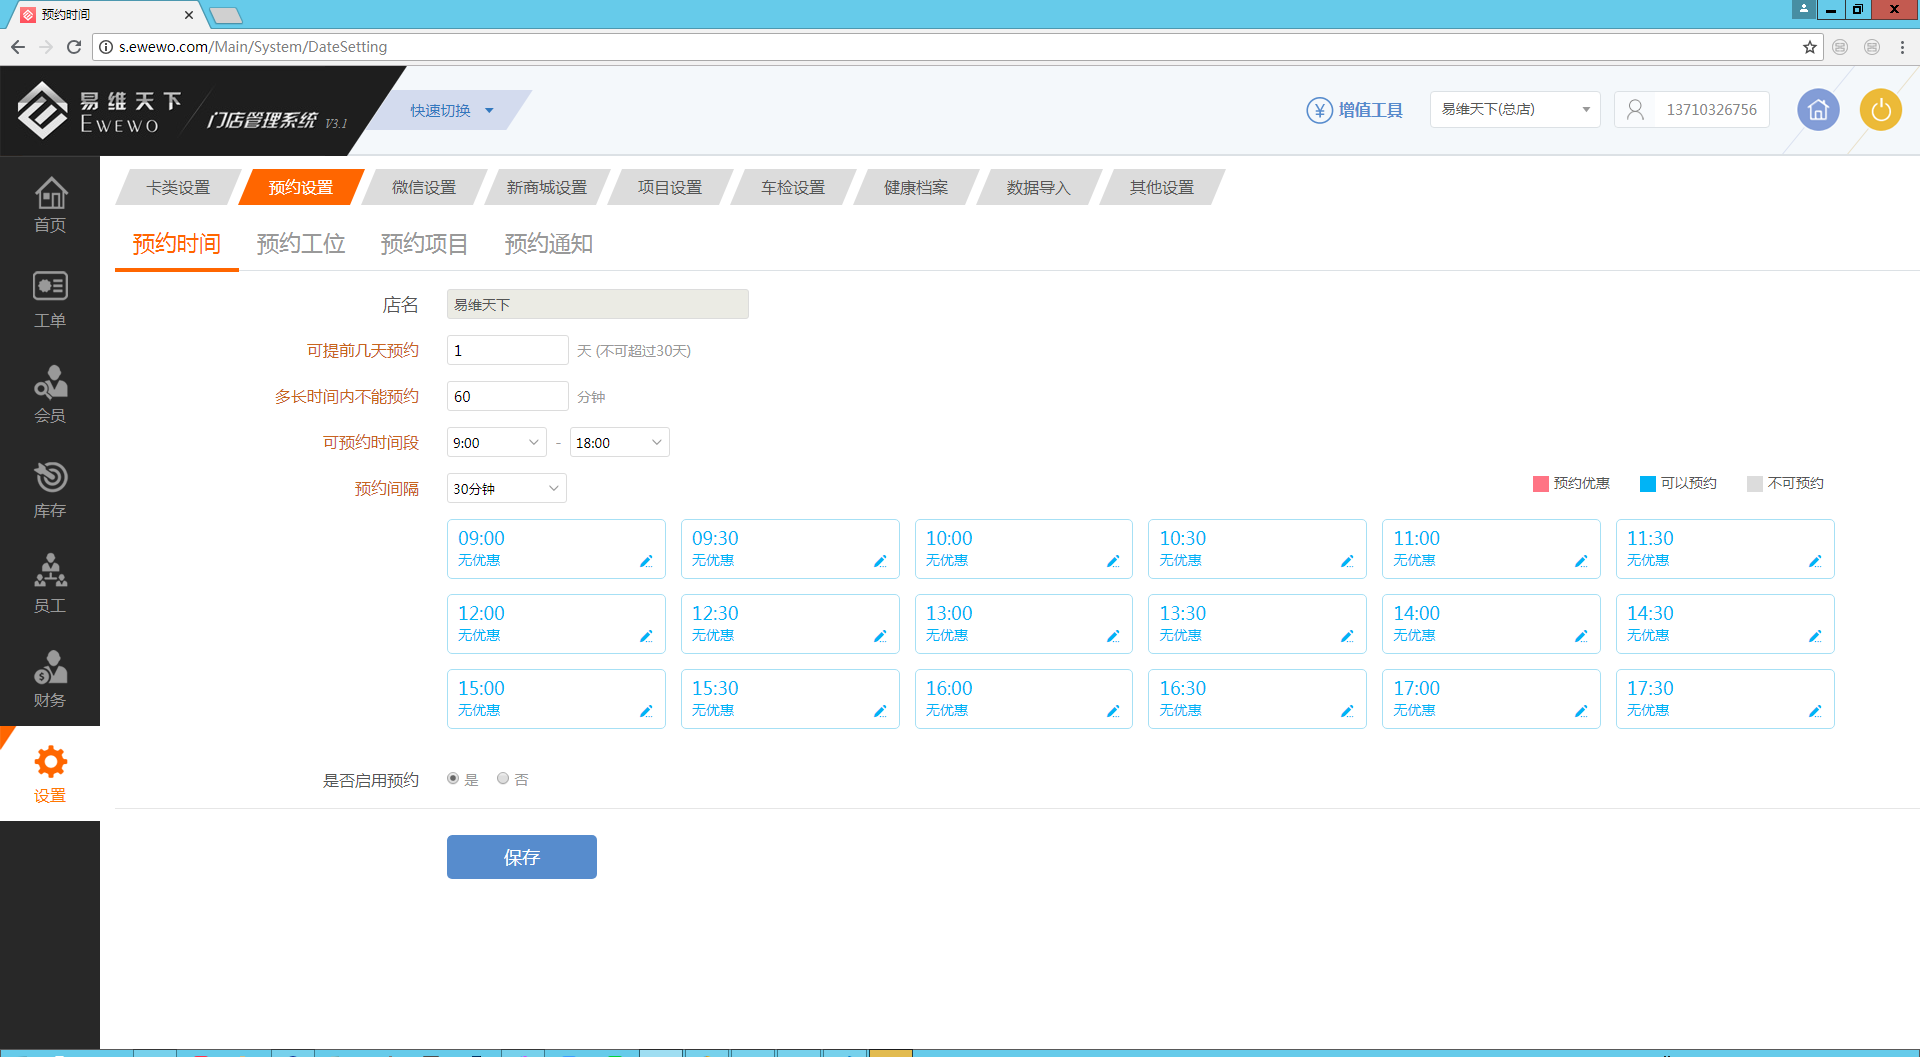 预约时间
s.ewewo.com/Main/System/DateSetting
易维天下
EWEWO
门店管理系统 V3.1
快速切换
增值工具
易维天下(总店)
13710326756
首页
工单
会员
库存
员工
财务
设置
卡类设置 预约设置 微信设置 新商城设置 项目设置 车检设置 健康档案 数据导入 其他设置
预约时间 预约工位 预约项目 预约通知
店名 易维天下
可提前几天预约 1 天 (不可超过30天)
多长时间内不能预约 60 分钟
可预约时间段 9:00 - 18:00
预约间隔 30分钟
预约优惠 可以预约 不可预约
09:00 09:30 10:00 10:30 11:00 11:30
无优惠 无优惠 无优惠 无优惠 无优惠 无优惠
12:00 12:30 13:00 13:30 14:00 14:30
无优惠 无优惠 无优惠 无优惠 无优惠 无优惠
15:00 15:30 16:00 16:30 17:00 17:30
无优惠 无优惠 无优惠 无优惠 无优惠 无优惠
是否启用预约 是 否
保存